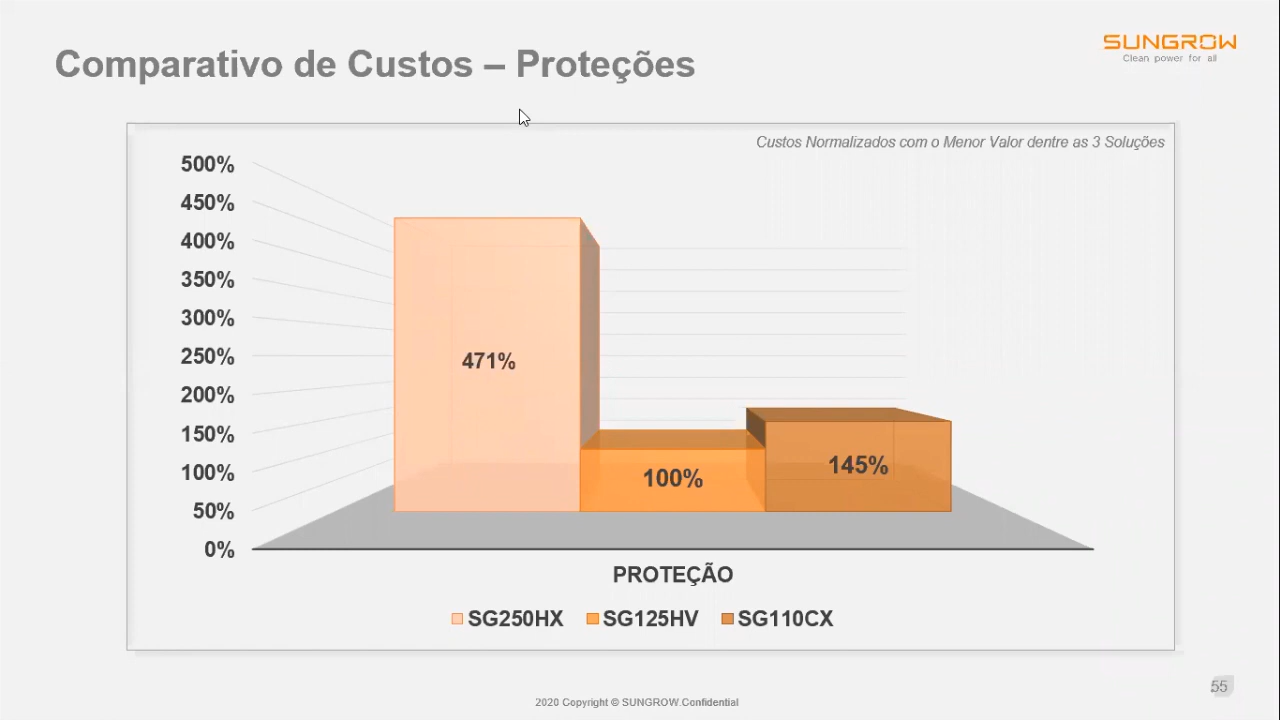 Comparativo de Custos – Proteções
SUNGROW
Clean power for all
Custos Normalizados com o Menor Valor dentre as 3 Soluções
500%
450%
400%
350%
300%
250%
200%
150%
100%
50%
0%
471%
100%
145%
PROTEÇÃO
SG250HX SG125HV SG110CX
55
2020 Copyright © SUNGROW Confidential